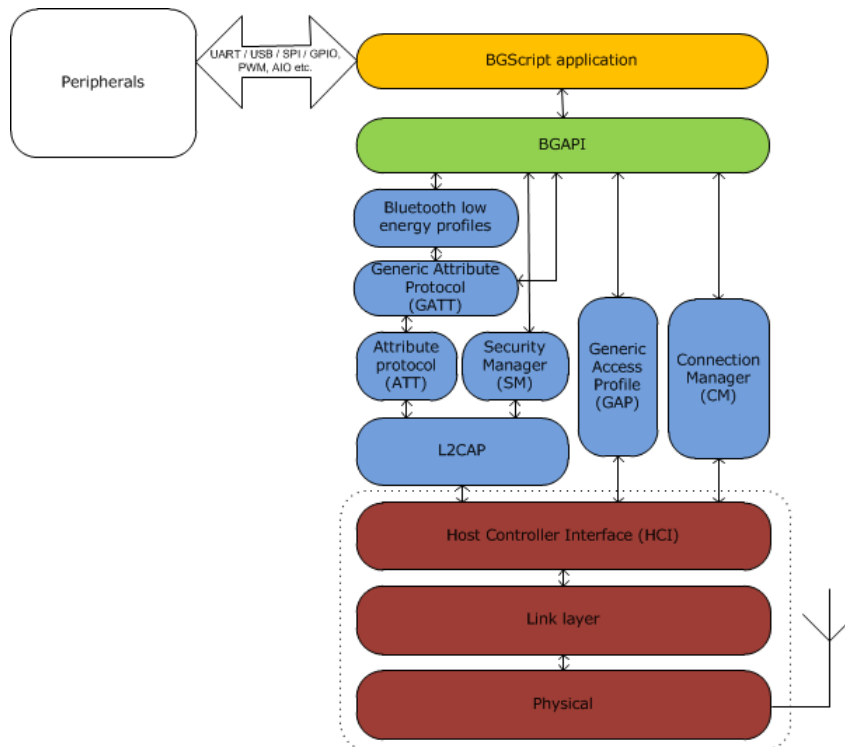 Peripherals
UART / USB / SPI / GPIO,
PWM, AIO etc.
BGScript application
BGAPI
Bluetooth low
energy profiles
Generic Attribute
Protocol
(GATT)
Attribute
protocol
(ATT)
Security
Manager
(SM)
Generic
Access
Profile
(GAP)
Connection
Manager
(CM)
L2CAP
Host Controller Interface (HCI)
Link layer
Physical